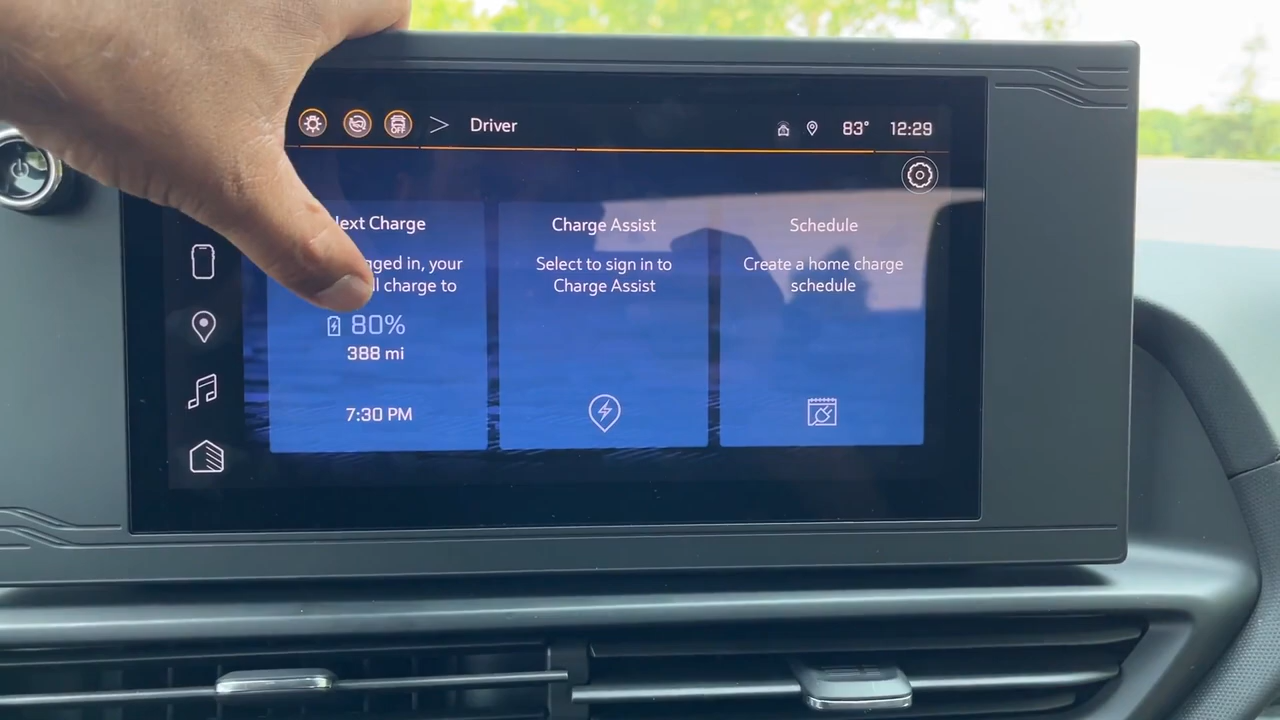 OFF
Driver
83° 12:29
Next Charge
ged in, your
ll charge to
80%
388 mi
7:30 PM
Charge Assist
Select to sign in to
Charge Assist
Schedule
Create a home charge
schedule